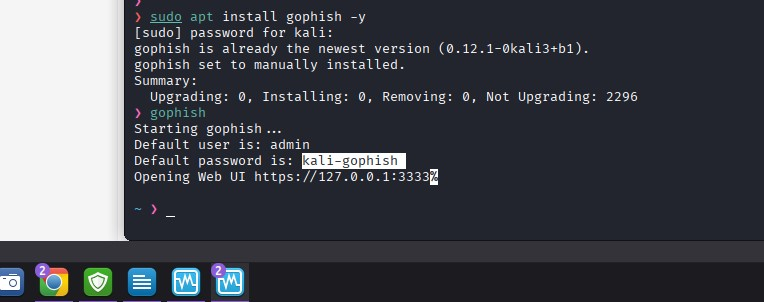 ❯
❯ sudo apt install gophish -y
[sudo] password for kali:
gophish is already the newest version (0.12.1-0kali3+b1).
gophish set to manually installed.
Summary:
  Upgrading: 0, Installing: 0, Removing: 0, Not Upgrading: 2296
❯ gophish
Starting gophish...
Default user is: admin
Default password is: kali-gophish
Opening Web UI https://127.0.0.1:3333%
~ ❯ _
2
2